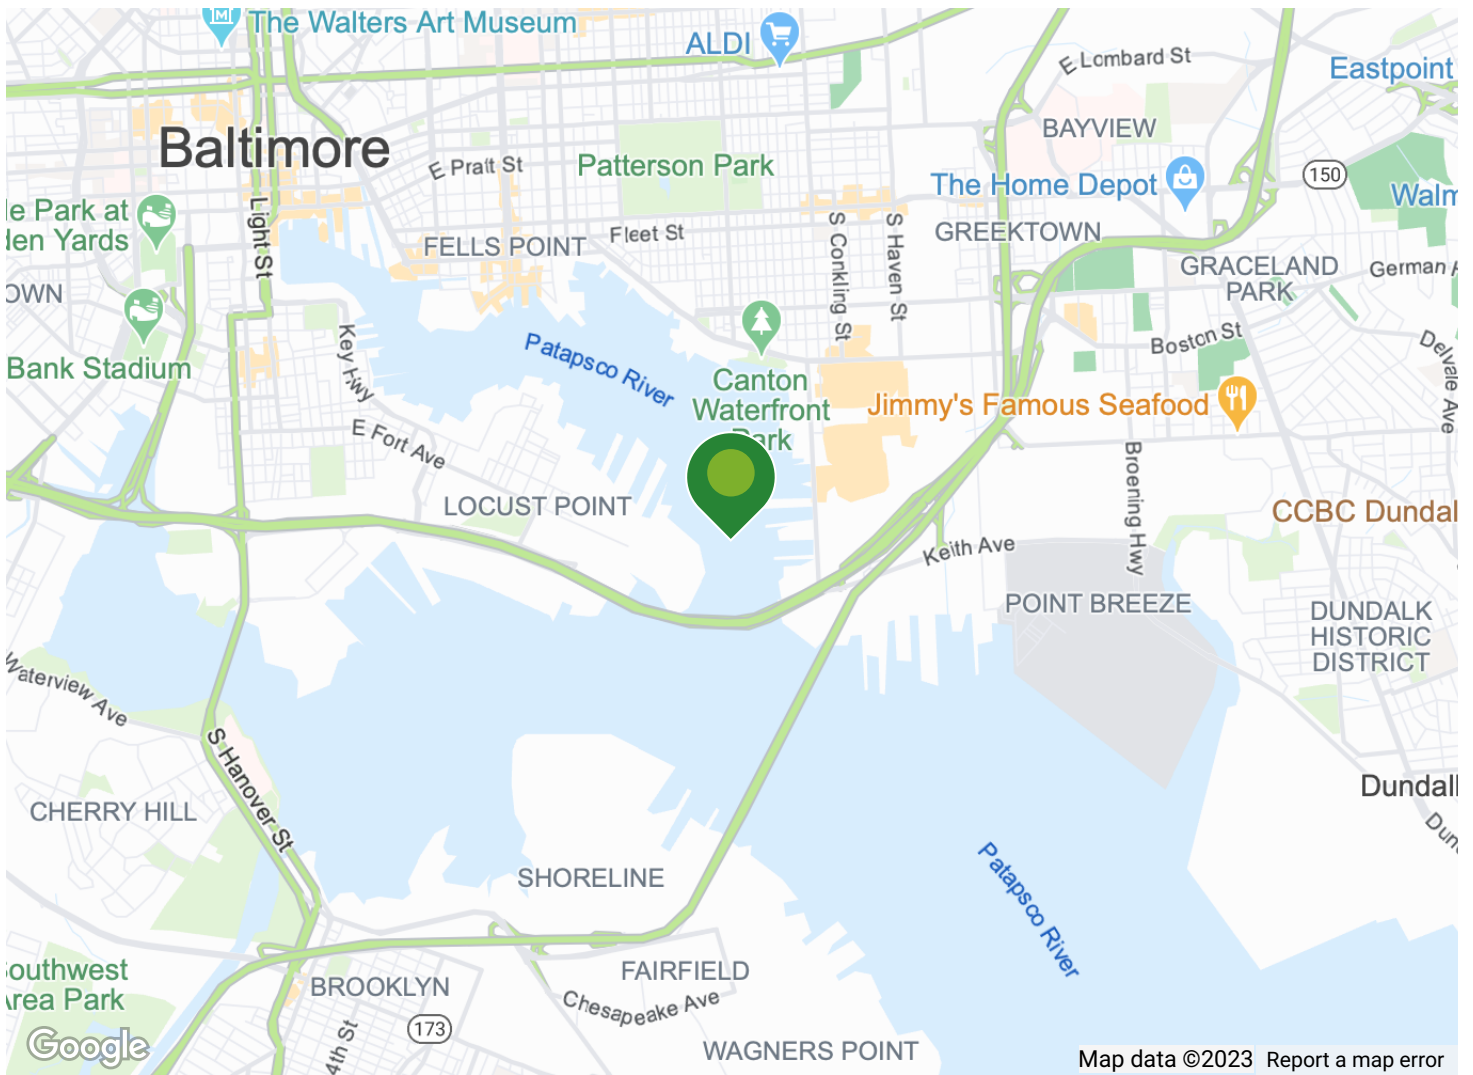 The Walters Art Museum
ALDI
E Lombard St
Eastpoint
Baltimore
BAYVIEW
E Pratt St
Patterson Park
150
The Home Depot
Walm
le Park at
den Yards
Light St
FELLS POINT
Fleet St
S Conkling St
S Haven St
GREEKTOWN
GRACELAND
PARK
German H
OWN
Key Hwy
Boston St
Delvale Ave
Patapsco River
Bank Stadium
Canton
Waterfront
Park
Jimmy's Famous Seafood
E Fort Ave
Broening Hwy
LOCUST POINT
CCBC Dundal
Keith Ave
POINT BREEZE
DUNDALK
HISTORIC
DISTRICT
Waterview Ave
S Hanover St
CHERRY HILL
Dundalk
Dun
SHORELINE
Patapsco River
outhwest
Area Park
BROOKLYN
FAIRFIELD
Chesapeake Ave
173
4th St
WAGNERS POINT
Google
Map data ©2023
Report a map error